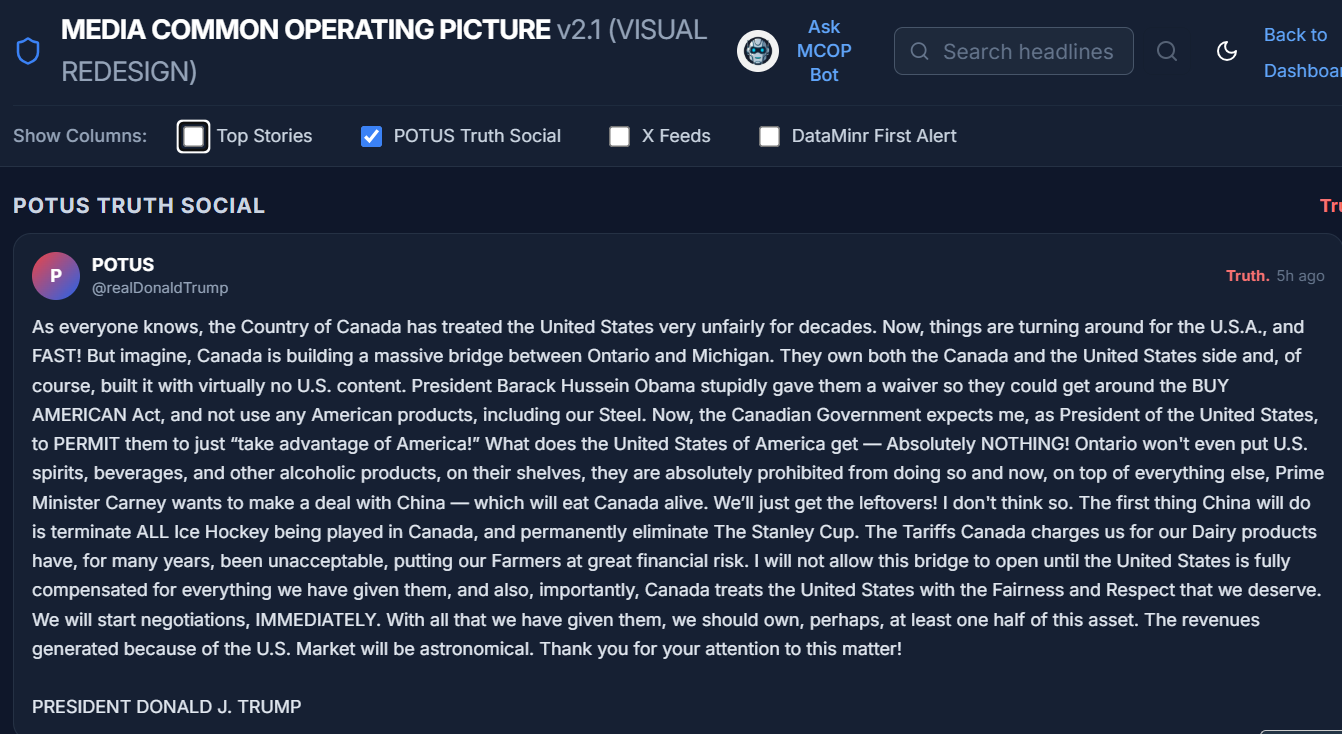 MEDIA COMMON OPERATING PICTURE v2.1 (VISUAL
REDESIGN)
Ask
MCOP
Bot
Search headlines
Back to
Dashboar
Show Columns:
Top Stories
POTUS Truth Social
X Feeds
DataMinr First Alert
POTUS TRUTH SOCIAL
Tru
P
POTUS
@realDonaldTrump
Truth. 5h ago
As everyone knows, the Country of Canada has treated the United States very unfairly for decades. Now, things are turning around for the U.S.A., and
FAST! But imagine, Canada is building a massive bridge between Ontario and Michigan. They own both the Canada and the United States side and, of
course, built it with virtually no U.S. content. President Barack Hussein Obama stupidly gave them a waiver so they could get around the BUY
AMERICAN Act, and not use any American products, including our Steel. Now, the Canadian Government expects me, as President of the United States,
to PERMIT them to just “take advantage of America!” What does the United States of America get — Absolutely NOTHING! Ontario won't even put U.S.
spirits, beverages, and other alcoholic products, on their shelves, they are absolutely prohibited from doing so and now, on top of everything else, Prime
Minister Carney wants to make a deal with China — which will eat Canada alive. We’ll just get the leftovers! I don't think so. The first thing China will do
is terminate ALL Ice Hockey being played in Canada, and permanently eliminate The Stanley Cup. The Tariffs Canada charges us for our Dairy products
have, for many years, been unacceptable, putting our Farmers at great financial risk. I will not allow this bridge to open until the United States is fully
compensated for everything we have given them, and also, importantly, Canada treats the United States with the Fairness and Respect that we deserve.
We will start negotiations, IMMEDIATELY. With all that we have given them, we should own, perhaps, at least one half of this asset. The revenues
generated because of the U.S. Market will be astronomical. Thank you for your attention to this matter!
PRESIDENT DONALD J. TRUMP